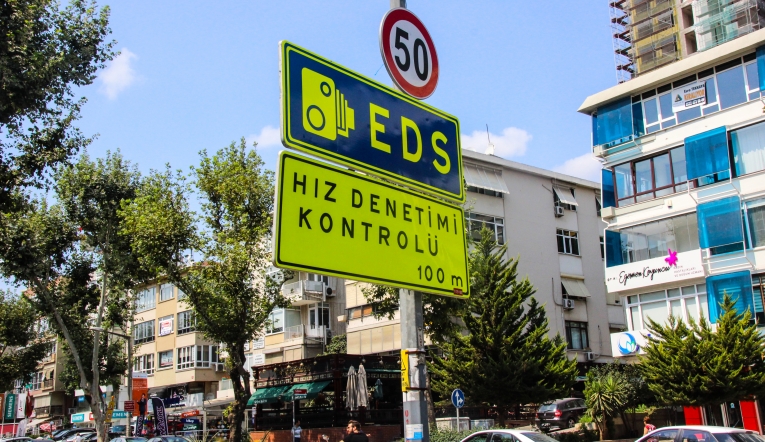 50
EDS
HIZ DENETİMİ
KONTROLÜ
100 m